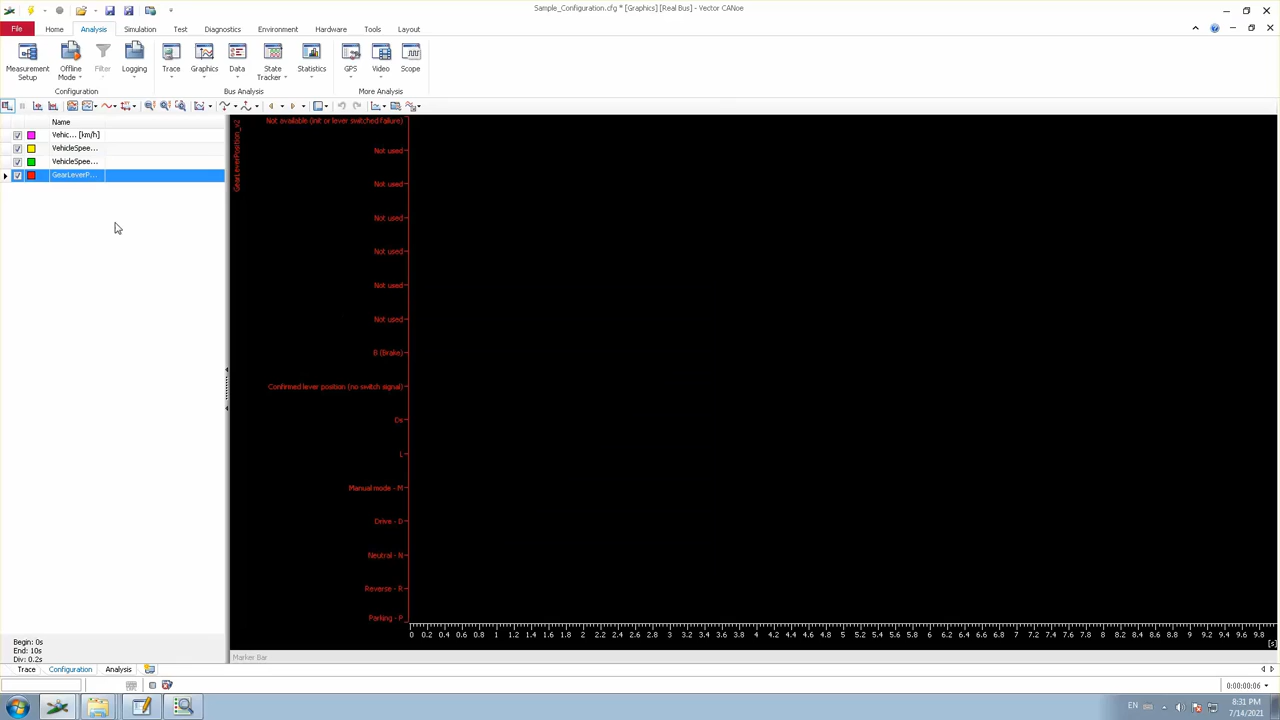 Sample_Configuration.cfg * [Graphics] [Real Bus] - Vector CANoe
File Home Analysis Simulation Test Diagnostics Environment Hardware Tools Layout
Measurement Setup
Offline Mode
Filter
Logging
Trace
Graphics
Data
State Tracker
Statistics
GPS
Video
Scope
Configuration
Bus Analysis
More Analysis
Name
Vehic... [km/h]
VehicleSpee...
VehicleSpee...
GearLeverP...
GearLeverPosition_v2
Not available (init or lever switched failure)
Not used
Not used
Not used
Not used
Not used
Not used
B (Brake)
Confirmed lever position (no switch signal)
Ds
L
Manual mode - M
Drive - D
Neutral - N
Reverse - R
Parking - P
0 0.2 0.4 0.6 0.8 1 1.2 1.4 1.6 1.8 2 2.2 2.4 2.6 2.8 3 3.2 3.4 3.6 3.8 4 4.2 4.4 4.6 4.8 5 5.2 5.4 5.6 5.8 6 6.2 6.4 6.6 6.8 7 7.2 7.4 7.6 7.8 8 8.2 8.4 8.6 8.8 9 9.2 9.4 9.6 9.8
[s]
Begin: 0s
End: 10s
Div: 0.2s
Marker Bar
Trace Configuration Analysis
0:00:00:06
EN
8:31 PM
7/14/2021